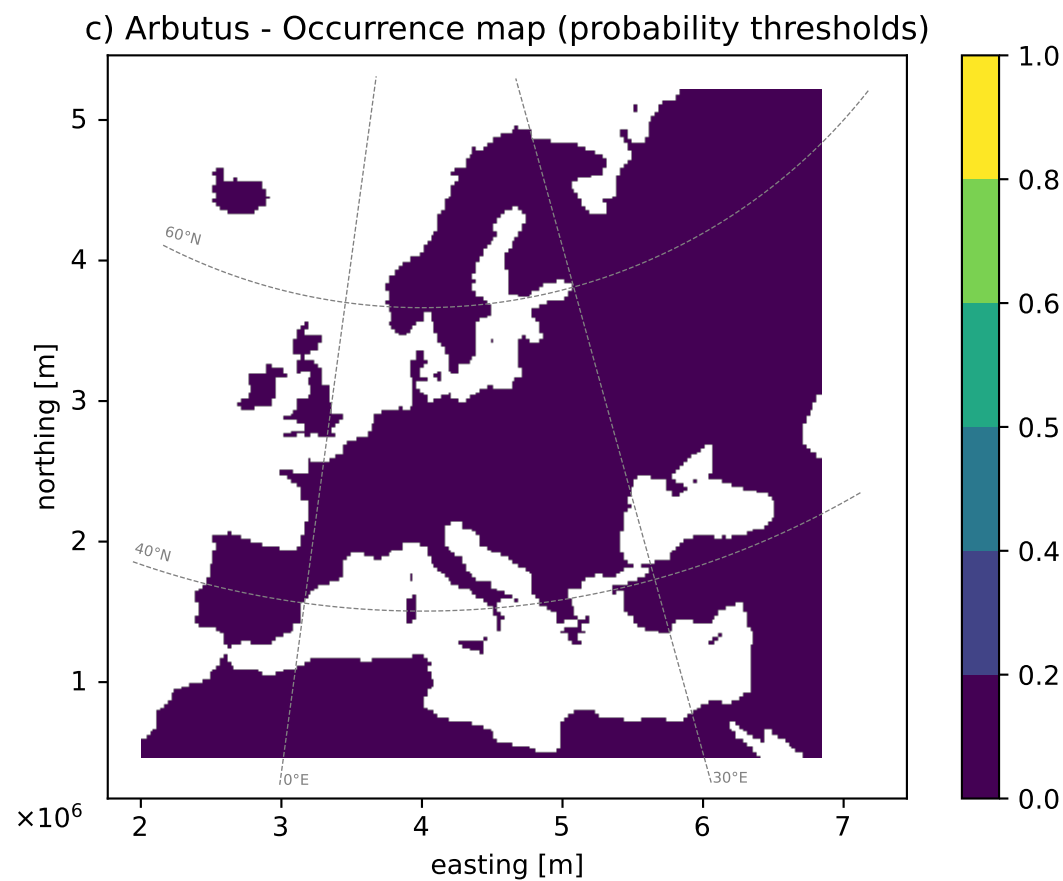 c) Arbutus - Occurrence map (probability thresholds)
northing [m]
5
4
3
2
1
60°N
40°N
0°E
30°E
×10⁶
2 3 4 5 6 7
easting [m]
1.0
0.8
0.6
0.5
0.4
0.2
0.0